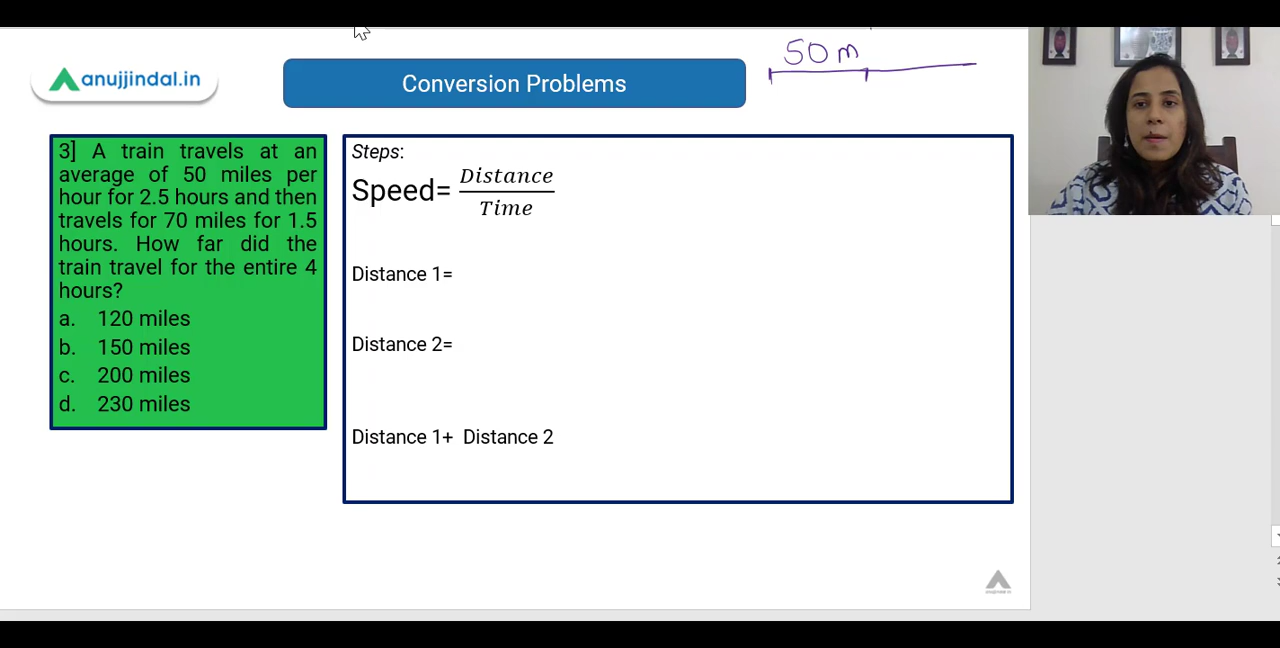 50 m
anujjindal.in
Conversion Problems
3] A train travels at an
average of 50 miles per
hour for 2.5 hours and then
travels for 70 miles for 1.5
hours. How far did the
train travel for the entire 4
hours?
a. 120 miles
b. 150 miles
c. 200 miles
d. 230 miles
Steps:
Speed= Distance
Time
Distance 1=
Distance 2=
Distance 1+ Distance 2